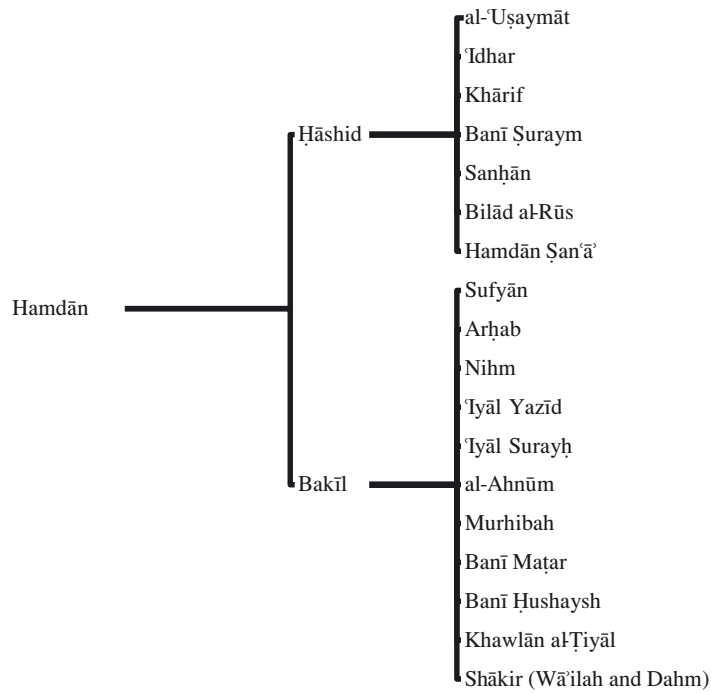 al-ʿUṣaymāt
ʿIdhar
Khārif
Ḥāshid
Banī Ṣuraym
Sanḥān
Bilād al-Rūs
Hamdān Ṣanʿāʾ
Sufyān
Hamdān
Arḥab
Nihm
ʿIyāl Yazīd
ʿIyāl Surayḥ
Bakīl
al-Ahnūm
Murhibah
Banī Maṭar
Banī Ḥushaysh
Khawlān al-Ṭiyāl
Shākir (Wāʾilah and Dahm)